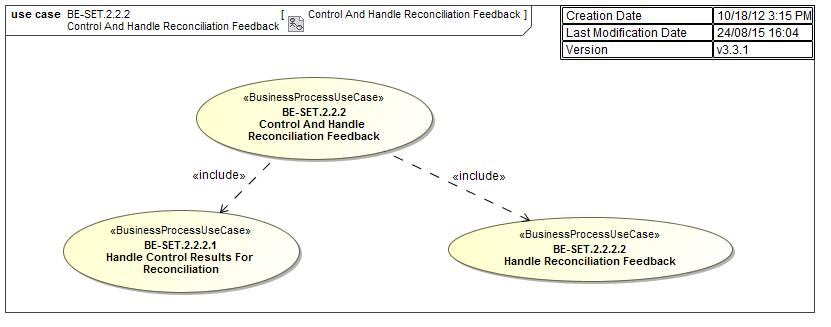 use case BE-SET.2.2.2 [ Control And Handle Reconciliation Feedback ]
Control And Handle Reconciliation Feedback
Creation Date 10/18/12 3:15 PM
Last Modification Date 24/08/15 16:04
Version v3.3.1
«BusinessProcessUseCase»
BE-SET.2.2.2
Control And Handle
Reconciliation Feedback
«include»
«include»
«BusinessProcessUseCase»
BE-SET.2.2.2.1
Handle Control Results For
Reconciliation
«BusinessProcessUseCase»
BE-SET.2.2.2.2
Handle Reconciliation Feedback